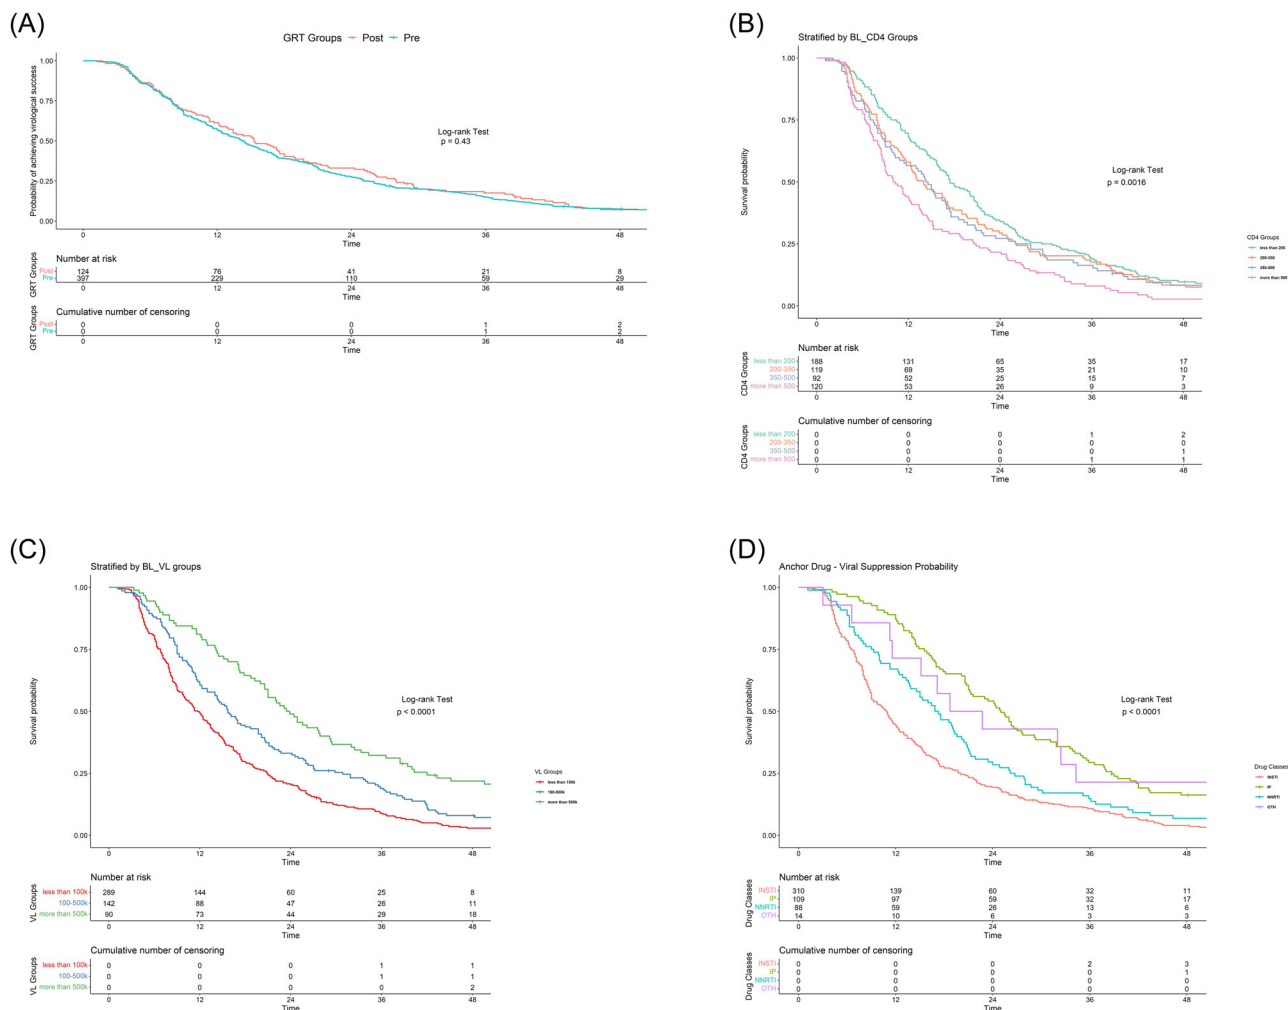 (A)
GRT Groups Post Pre
Probability of achieving virological success
1.00
0.75
0.50
0.25
0.00
Log-rank Test
p = 0.43
0 12 24 36 48
Time
Number at risk
GRT Groups
Post 124 76 41 21 8
Pre 397 229 110 59 29
0 12 24 36 48
Time
Cumulative number of censoring
GRT Groups
Post 0 0 0 1 2
Pre 0 0 0 1 2
0 12 24 36 48
Time
(B)
Stratified by BL_CD4 Groups
Survival probability
1.00
0.75
0.50
0.25
0.00
Log-rank Test
p = 0.0016
CD4 Groups
less than 200
200-350
350-500
more than 500
0 12 24 36 48
Time
Number at risk
CD4 Groups
less than 200 188 131 65 35 17
200-350 119 69 35 21 10
350-500 92 52 25 15 7
more than 500 120 53 26 9 3
0 12 24 36 48
Time
Cumulative number of censoring
CD4 Groups
less than 200 0 0 0 1 2
200-350 0 0 0 0 0
350-500 0 0 0 0 1
more than 500 0 0 0 1 1
0 12 24 36 48
Time
(C)
Stratified by BL_VL groups
Survival probability
1.00
0.75
0.50
0.25
0.00
Log-rank Test
p < 0.0001
VL Groups
less than 100k
100-500k
more than 500k
0 12 24 36 48
Time
Number at risk
VL Groups
less than 100k 289 144 60 25 8
100-500k 142 88 47 26 11
more than 500k 90 73 44 29 18
0 12 24 36 48
Time
Cumulative number of censoring
VL Groups
less than 100k 0 0 0 1 1
100-500k 0 0 0 1 1
more than 500k 0 0 0 0 2
0 12 24 36 48
Time
(D)
Anchor Drug - Viral Suppression Probability
Survival probability
1.00
0.75
0.50
0.25
0.00
Log-rank Test
p < 0.0001
Drug Classes
INSTI
IP
NNRTI
OTH
0 12 24 36 48
Time
Number at risk
Drug Classes
INSTI 310 139 60 32 11
IP 109 97 59 32 17
NNRTI 88 59 26 13 6
OTH 14 10 6 3 3
0 12 24 36 48
Time
Cumulative number of censoring
Drug Classes
INSTI 0 0 0 2 3
IP 0 0 0 0 1
NNRTI 0 0 0 0 0
OTH 0 0 0 0 0
0 12 24 36 48
Time